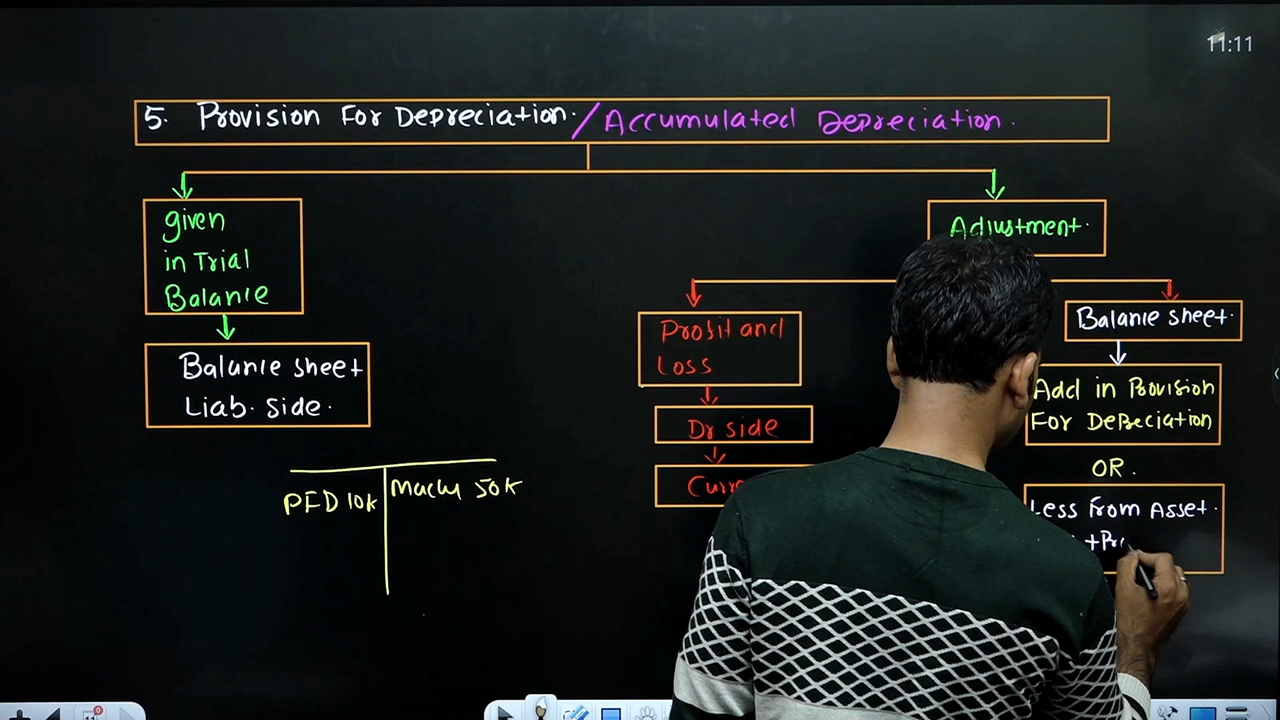 11:11
5. Provision For Depreciation. / Accumulated Depreciation.
given
in Trial
Balance
Balance sheet
Liab. side.
PFD 10K
Machy 50K
Adjustment.
Profit and
Loss
Dr side
Balance sheet.
Add in Provision
For Depreciation
OR.
Less From Asset.